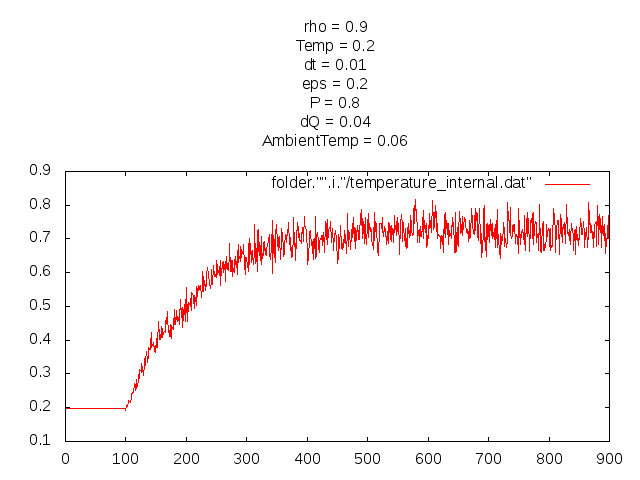 rho = 0.9
Temp = 0.2
dt = 0.01
eps = 0.2
P = 0.8
dQ = 0.04
AmbientTemp = 0.06
0.9
folder."".i."/temperature_internal.dat"
0.8
0.7
0.6
0.5
0.4
0.3
0.2
0.1
0 100 200 300 400 500 600 700 800 900